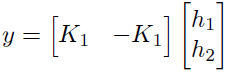 y = [K₁ −K₁] [h₁
h₂]